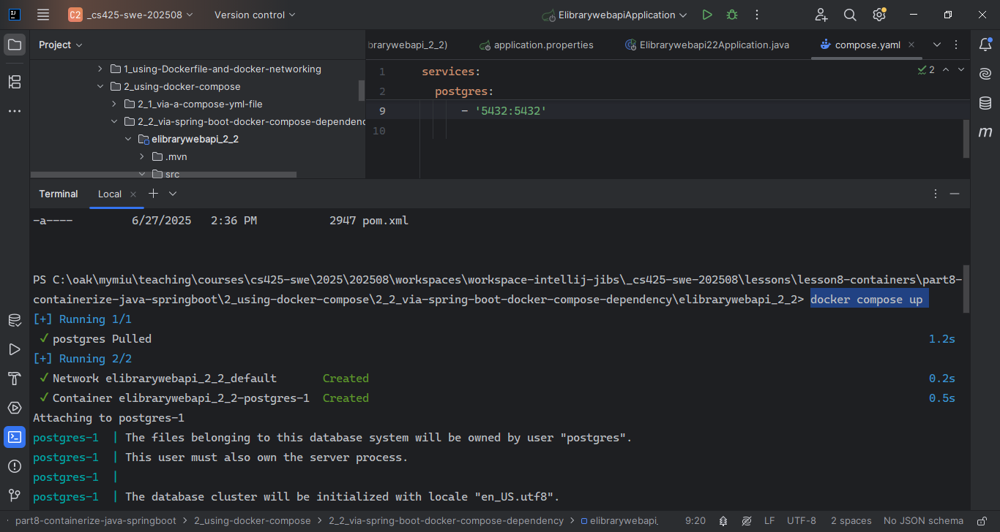 C2 _cs425-swe-202508 Version control ElibrarywebapiApplication
Project
brarywebapi_2_2) application.properties Elibrarywebapi22Application.java compose.yaml
1_using-Dockerfile-and-docker-networking
2_using-docker-compose
2_1_via-a-compose-yml-file
2_2_via-spring-boot-docker-compose-dependenc
elibrarywebapi_2_2
.mvn
src
1 services:
2 postgres:
9 - '5432:5432'
10
2
m
Terminal Local
-a---- 6/27/2025 2:36 PM 2947 pom.xml
PS C:\oak\mymiu\teaching\courses\cs425-swe\2025\202508\workspaces\workspace-intellij-jibs\_cs425-swe-202508\lessons\lesson8-containers\part8-
containerize-java-springboot\2_using-docker-compose\2_2_via-spring-boot-docker-compose-dependency\elibrarywebapi_2_2> docker compose up
[+] Running 1/1
✓ postgres Pulled 1.2s
[+] Running 2/2
✓ Network elibrarywebapi_2_2_default Created 0.2s
✓ Container elibrarywebapi_2_2-postgres-1 Created 0.5s
Attaching to postgres-1
postgres-1 | The files belonging to this database system will be owned by user "postgres".
postgres-1 | This user must also own the server process.
postgres-1 |
postgres-1 | The database cluster will be initialized with locale "en_US.utf8".
part8-containerize-java-springboot > 2_using-docker-compose > 2_2_via-spring-boot-docker-compose-dependency > elibrarywebapi_ 9:20 LF UTF-8 2 spaces No JSON schema